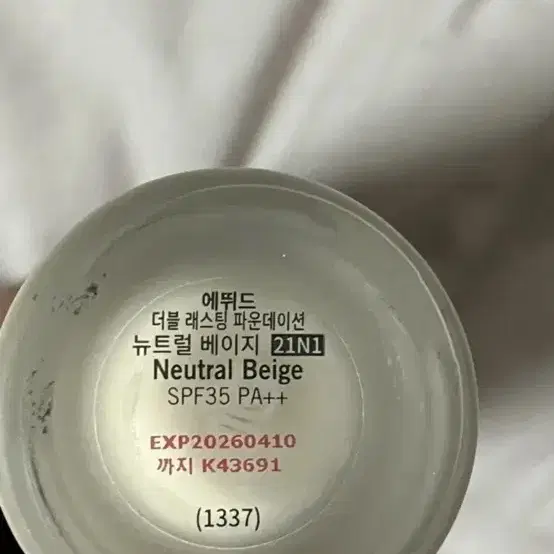 에뛰드
더블 래스팅 파운데이션
뉴트럴 베이지 21N1
Neutral Beige
SPF35 PA++
EXP20260410
까지 K43691
(1337)